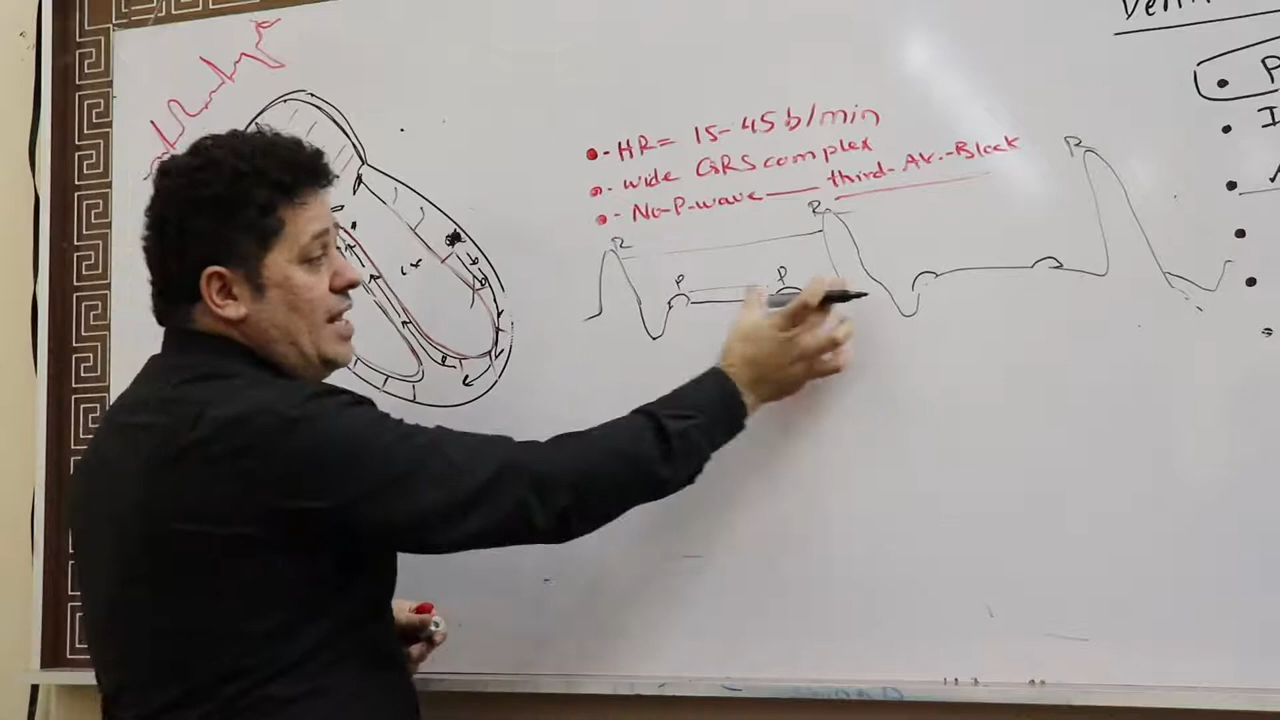 - HR = 15-45 b/min
- wide QRS complex
- No-P-wave — third-Av.-Block
R
R
R
P
P